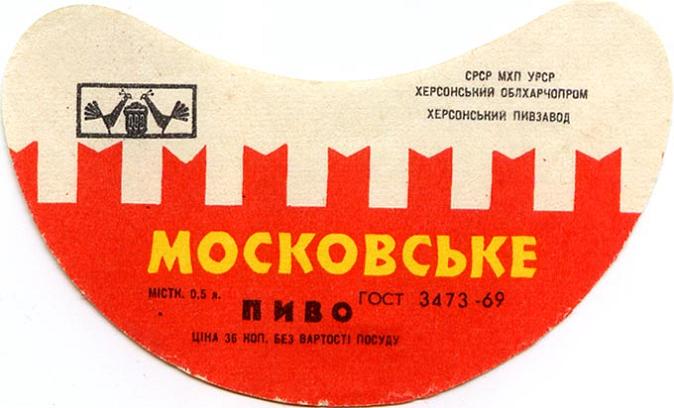 СРСР МХП УРСР
ХЕРСОНСЬКИЙ ОБЛХАРЧОПРОМ
ХЕРСОНСЬКИЙ ПИВЗАВОД
МОСКОВСЬКЕ
МІСТК. 0,5 л.
ПИВО
ГОСТ 3473-69
ЦІНА 36 КОП. БЕЗ ВАРТОСТІ ПОСУДУ